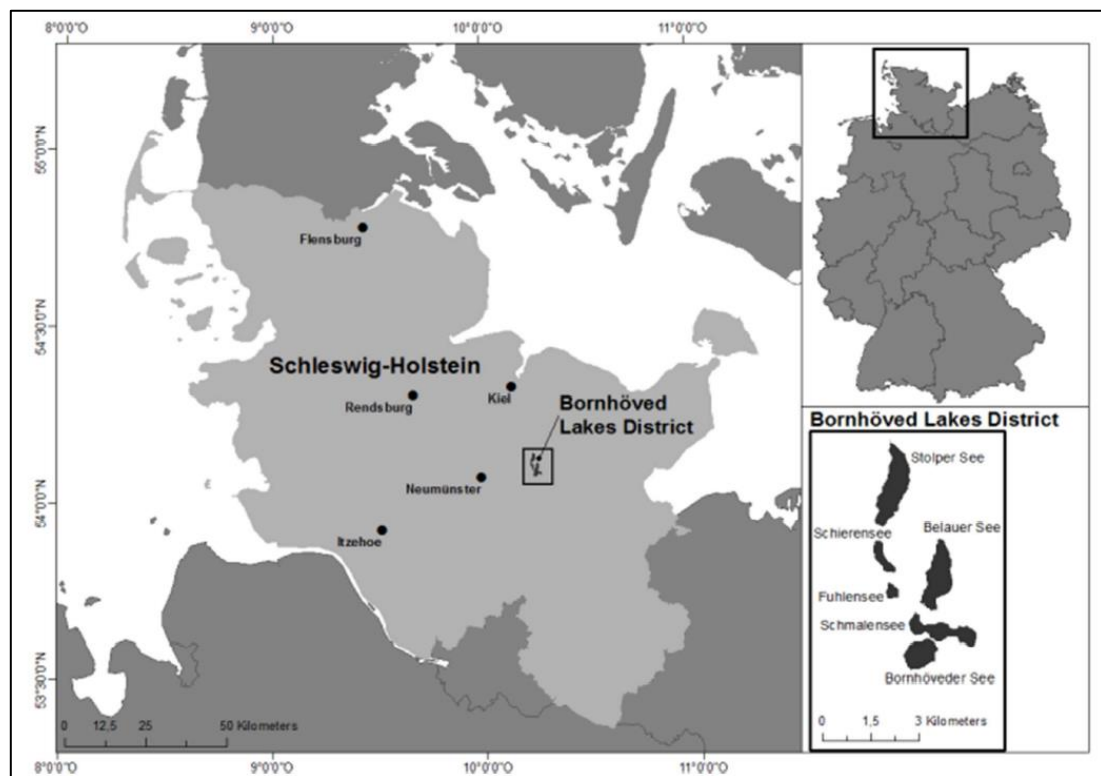 8°0'0"O
9°0'0"O
10°0'0"O
11°0'0"O
55°0'0"N
54°30'0"N
54°0'0"N
53°30'0"N
Flensburg
Schleswig-Holstein
Rendsburg
Kiel
Bornhöved
Lakes District
Neumünster
Itzehoe
0 12,5 25 50 Kilometers
8°0'0"O
9°0'0"O
10°0'0"O
11°0'0"O
Bornhöved Lakes District
Stolper See
Schierensee
Belauer See
Fuhlensee
Schmalensee
Bornhöveder See
0 1,5 3 Kilometers